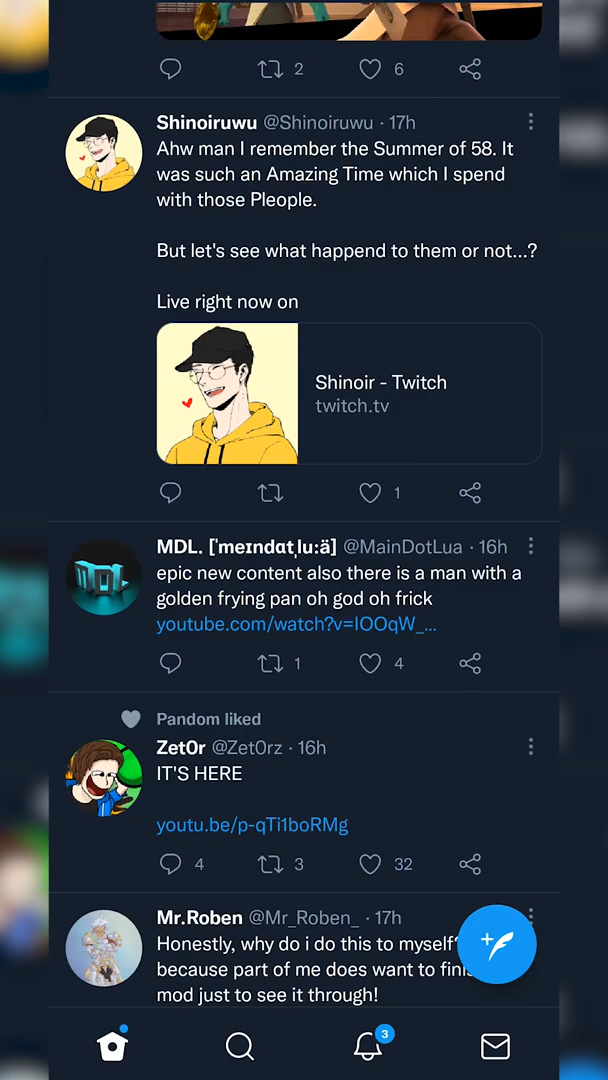 2
6
Shinoiruwu @Shinoiruwu · 17h
Ahw man I remember the Summer of 58. It
was such an Amazing Time which I spend
with those Pleople.
But let's see what happend to them or not...?
Live right now on
Shinoir - Twitch
twitch.tv
1
MDL. [ˈmeɪndɑtˌlu:ä] @MainDotLua · 16h
epic new content also there is a man with a
golden frying pan oh god oh frick
youtube.com/watch?v=IOOqW_...
1
4
Pandom liked
Zet0r @Zet0rz · 16h
IT'S HERE
youtu.be/p-qTi1boRMg
4
3
32
Mr.Roben @Mr_Roben_ · 17h
Honestly, why do i do this to myself?
because part of me does want to
mod just to see it through!
3
MDL